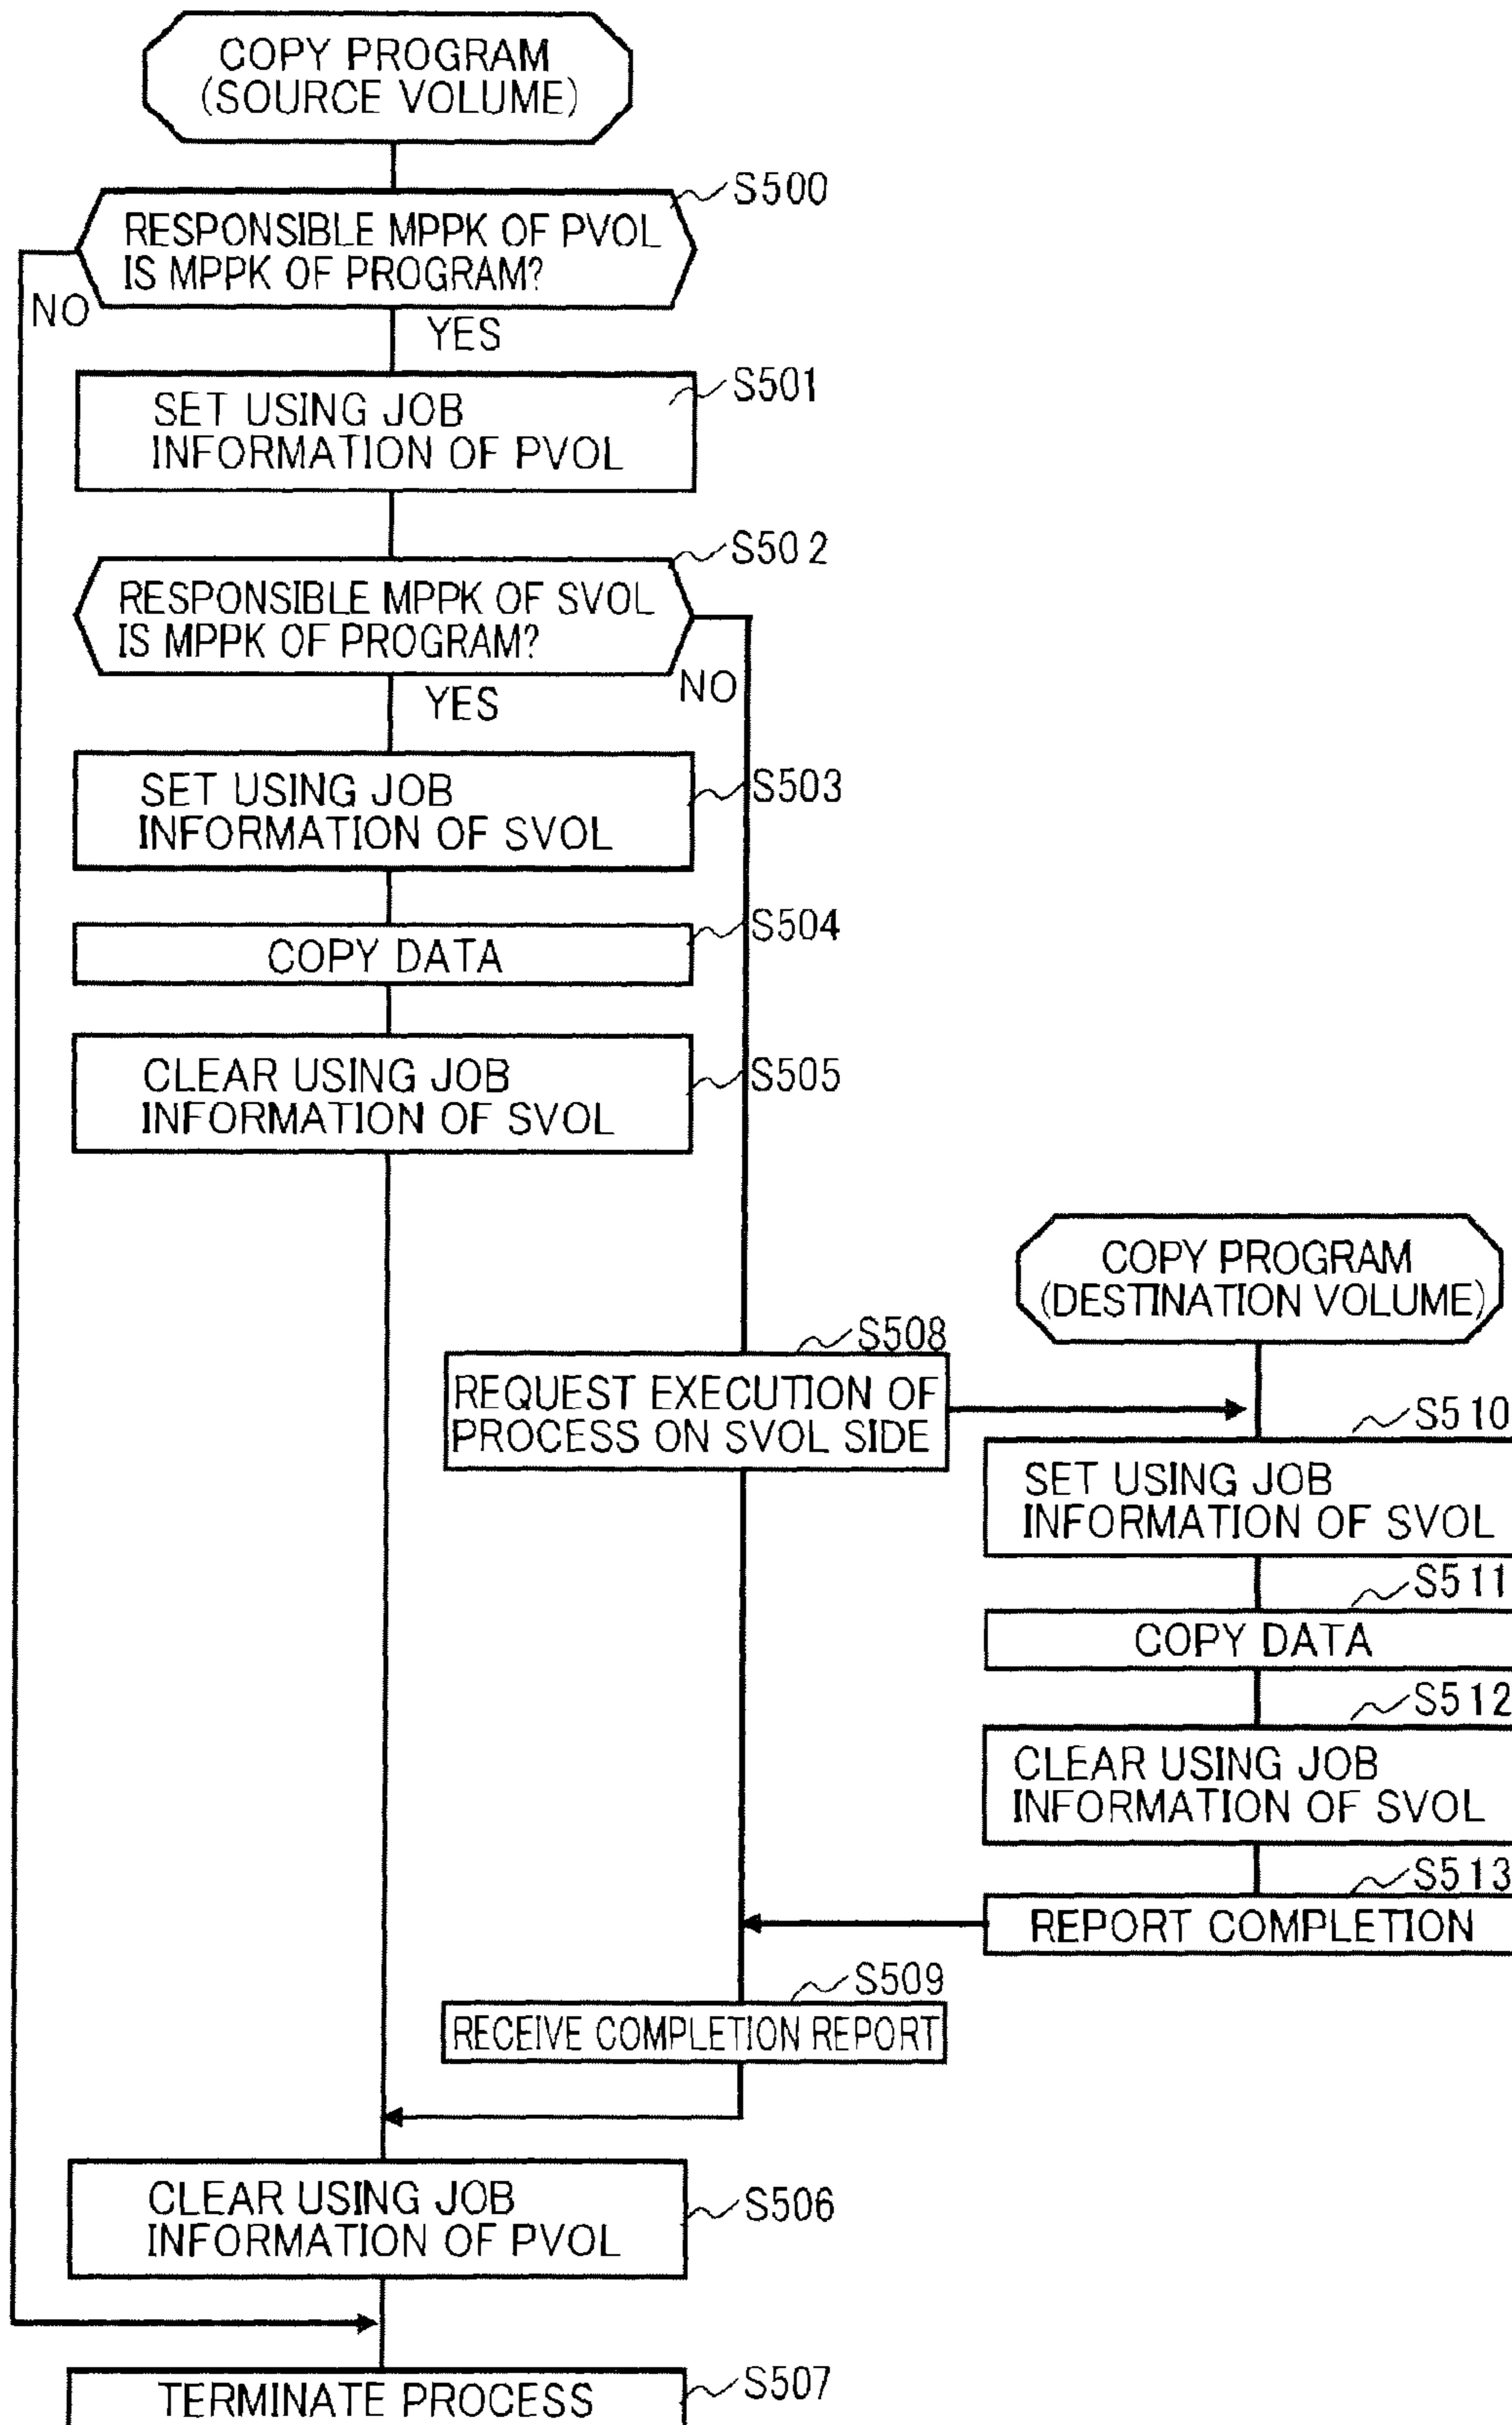 COPY PROGRAM
(SOURCE VOLUME)
S500
RESPONSIBLE MPPK OF PVOL
IS MPPK OF PROGRAM?
NO
YES
S501
SET USING JOB
INFORMATION OF PVOL
S502
RESPONSIBLE MPPK OF SVOL
IS MPPK OF PROGRAM?
NO
YES
S503
SET USING JOB
INFORMATION OF SVOL
S504
COPY DATA
S505
CLEAR USING JOB
INFORMATION OF SVOL
COPY PROGRAM
(DESTINATION VOLUME)
S508
REQUEST EXECUTION OF
PROCESS ON SVOL SIDE
S510
SET USING JOB
INFORMATION OF SVOL
S511
COPY DATA
S512
CLEAR USING JOB
INFORMATION OF SVOL
S513
REPORT COMPLETION
S509
RECEIVE COMPLETION REPORT
S506
CLEAR USING JOB
INFORMATION OF PVOL
S507
TERMINATE PROCESS